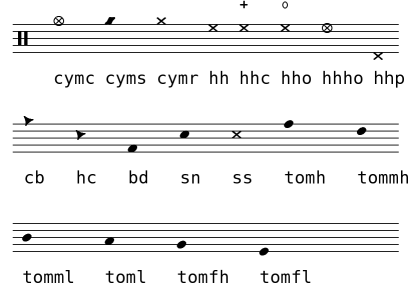 + o
cymc cyms cymr hh hhc hho hhho hhp
cb hc bd sn ss tomh tommh
tomml toml tomfh tomfl